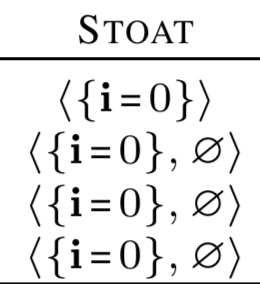 STOAT
⟨{i=0}⟩
⟨{i=0}, ∅⟩
⟨{i=0}, ∅⟩
⟨{i=0}, ∅⟩